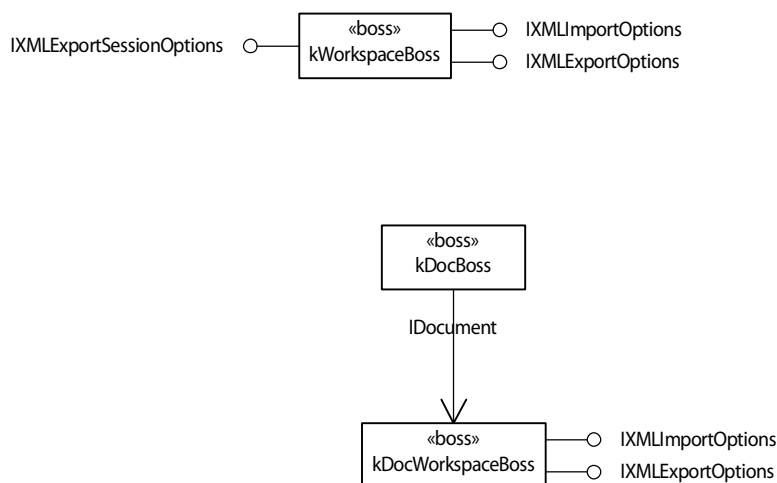 «boss»
IXMLExportSessionOptions
kWorkspaceBoss
IXMLImportOptions
IXMLExportOptions
«boss»
kDocBoss
IDocument
«boss»
kDocWorkspaceBoss
IXMLImportOptions
IXMLExportOptions